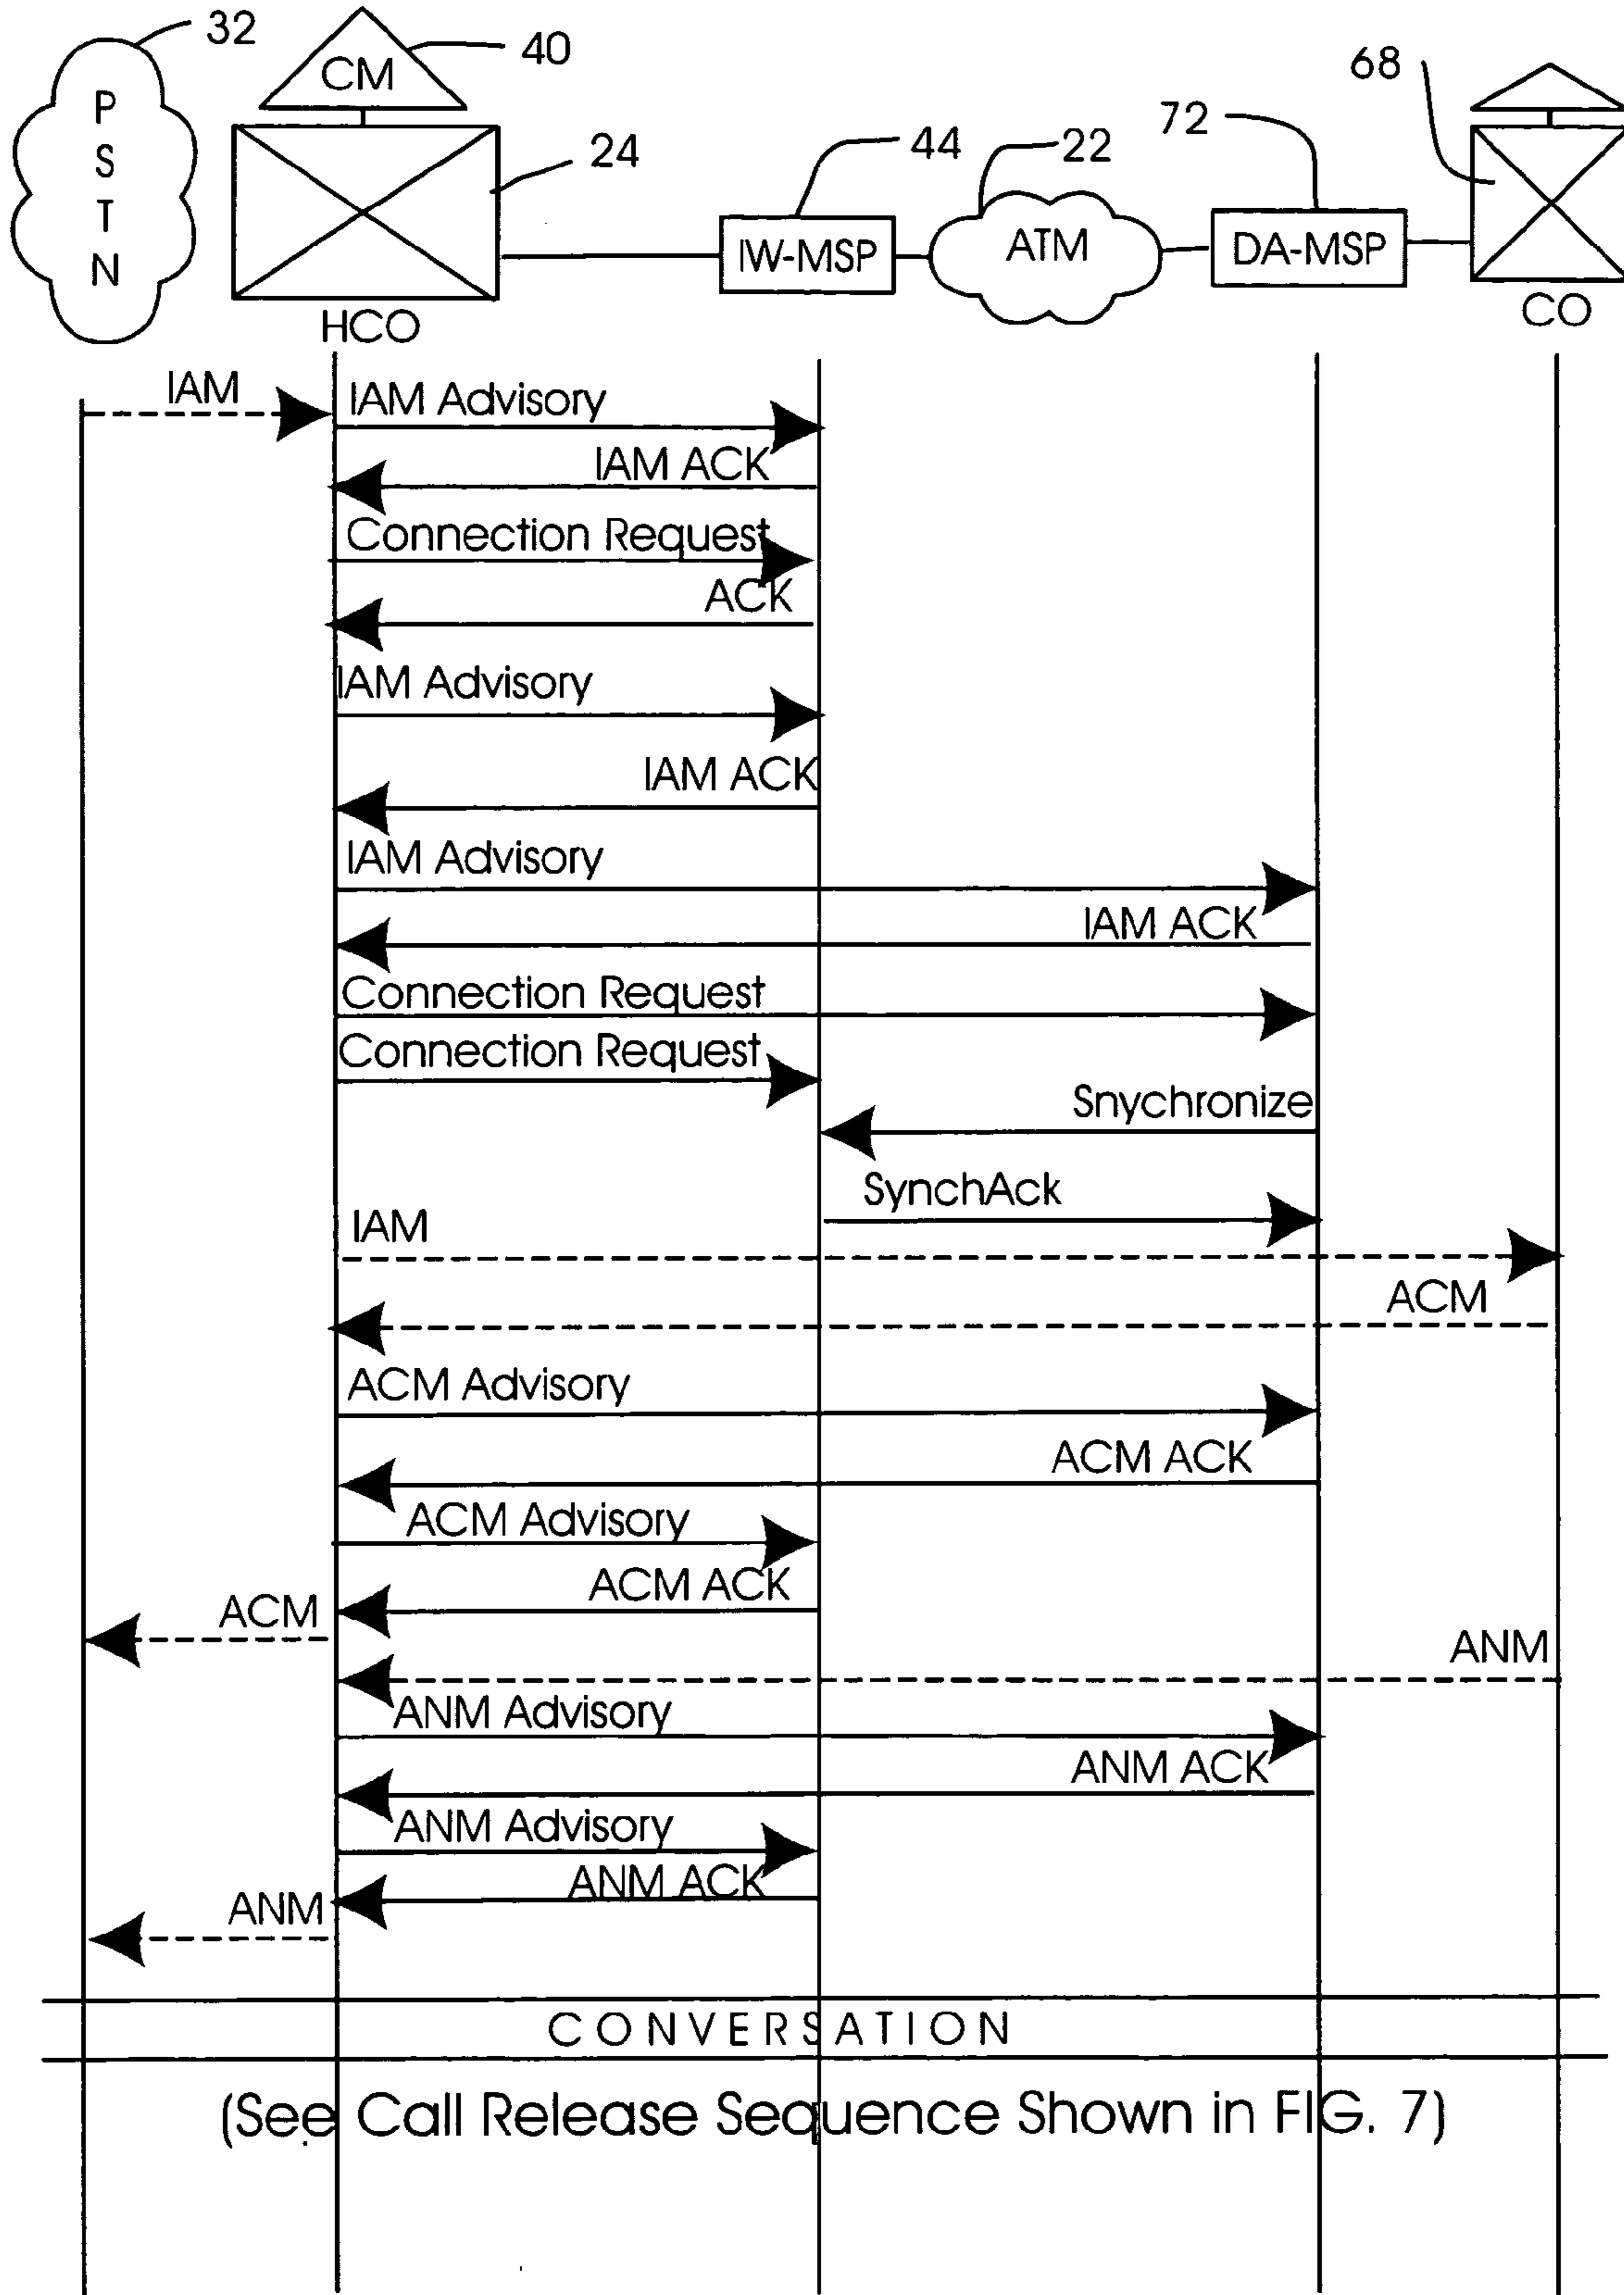 32
40
CM
68
P
S
T
N
24
44
22
72
IW-MSP
ATM
DA-MSP
HCO
CO
IAM
IAM Advisory
IAM ACK
Connection Request
ACK
IAM Advisory
IAM ACK
IAM Advisory
IAM ACK
Connection Request
Connection Request
Snychronize
SynchAck
IAM
ACM
ACM Advisory
ACM ACK
ACM Advisory
ACM ACK
ACM
ANM
ANM Advisory
ANM ACK
ANM Advisory
ANM ACK
ANM
CONVERSATION
(See Call Release Sequence Shown in FIG. 7)